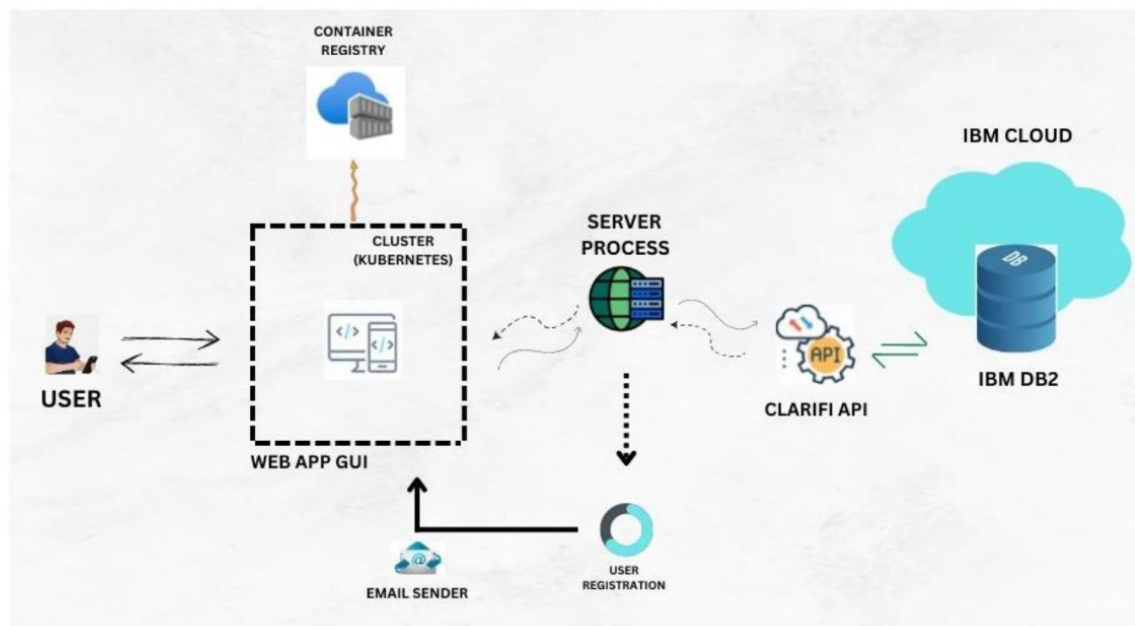 CONTAINER
REGISTRY
IBM CLOUD
CLUSTER
(KUBERNETES)
SERVER
PROCESS
DB
</>
</>
API
USER
IBM DB2
CLARIFI API
WEB APP GUI
@
EMAIL SENDER
USER
REGISTRATION